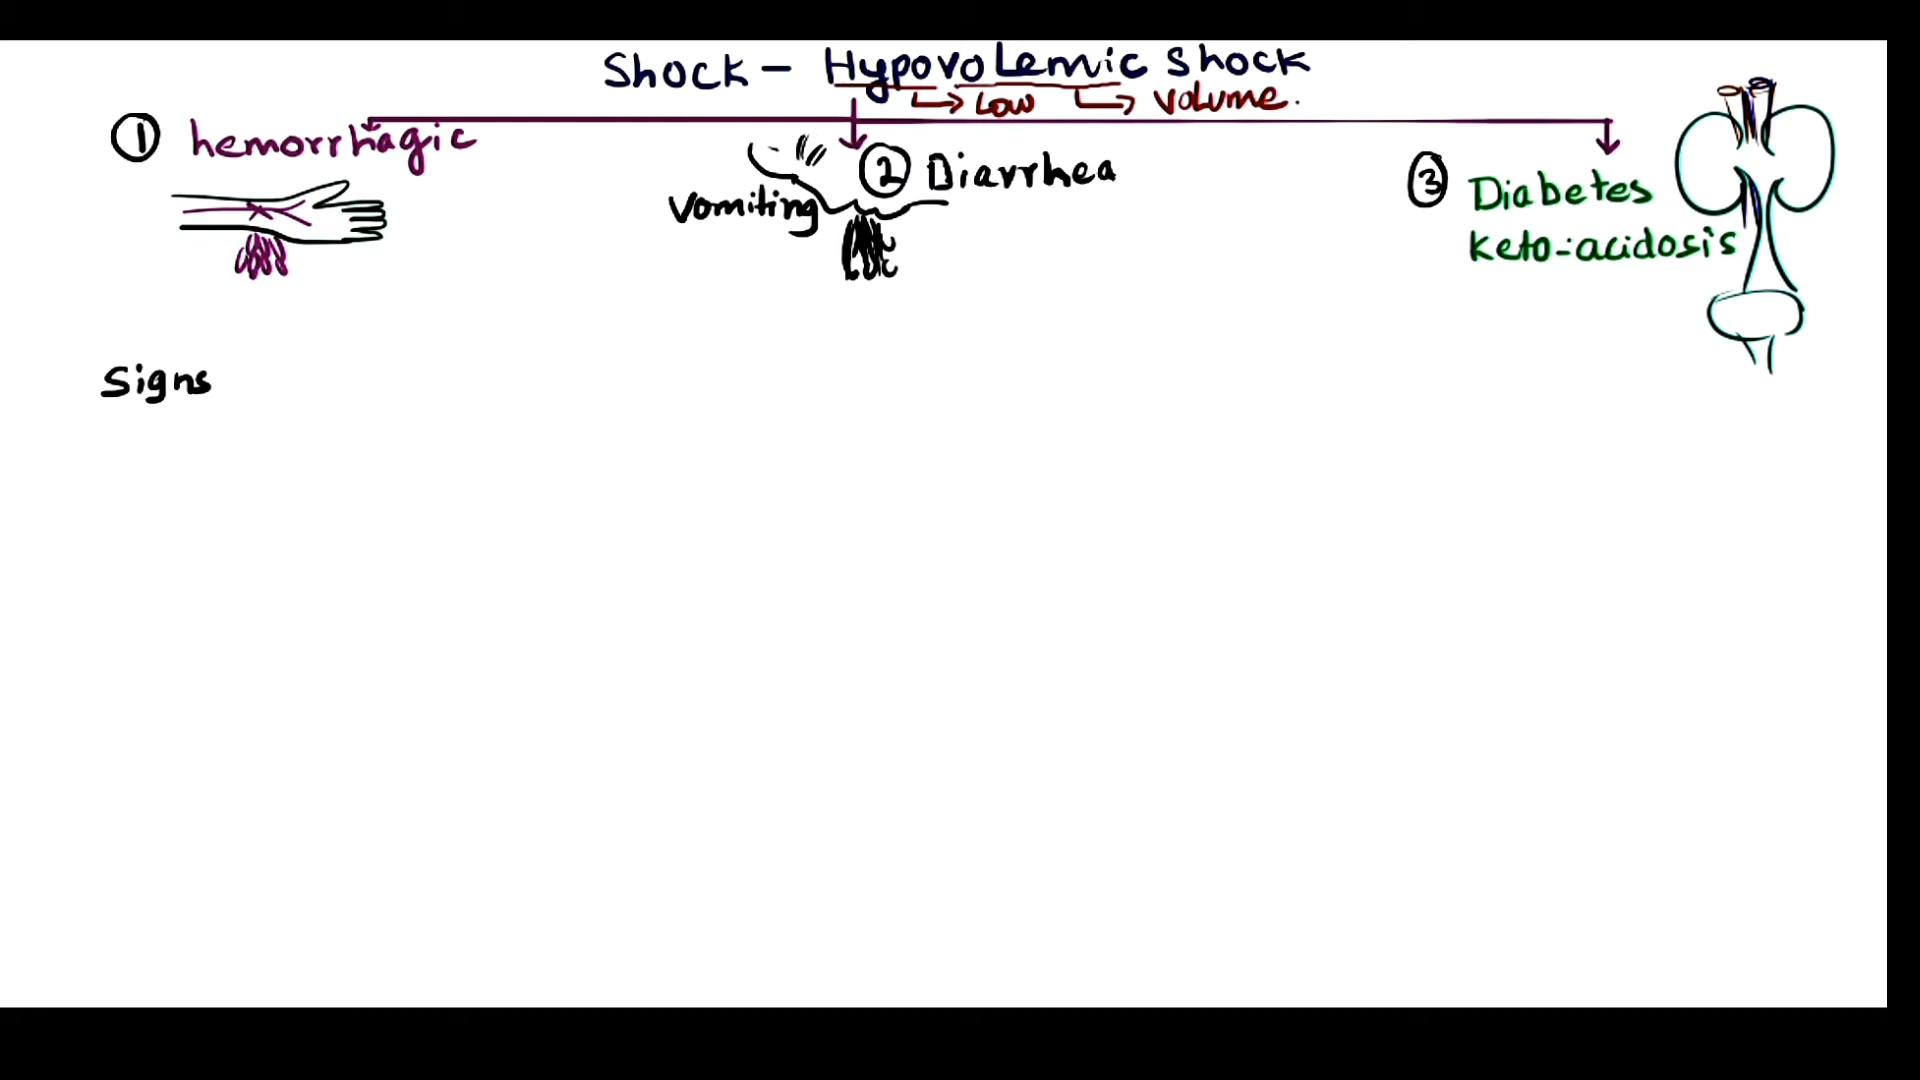 Shock - Hypovolemic Shock
Low volume.
1 hemorrhagic
2 Diarrhea
vomiting
3 Diabetes
keto-acidosis
Signs